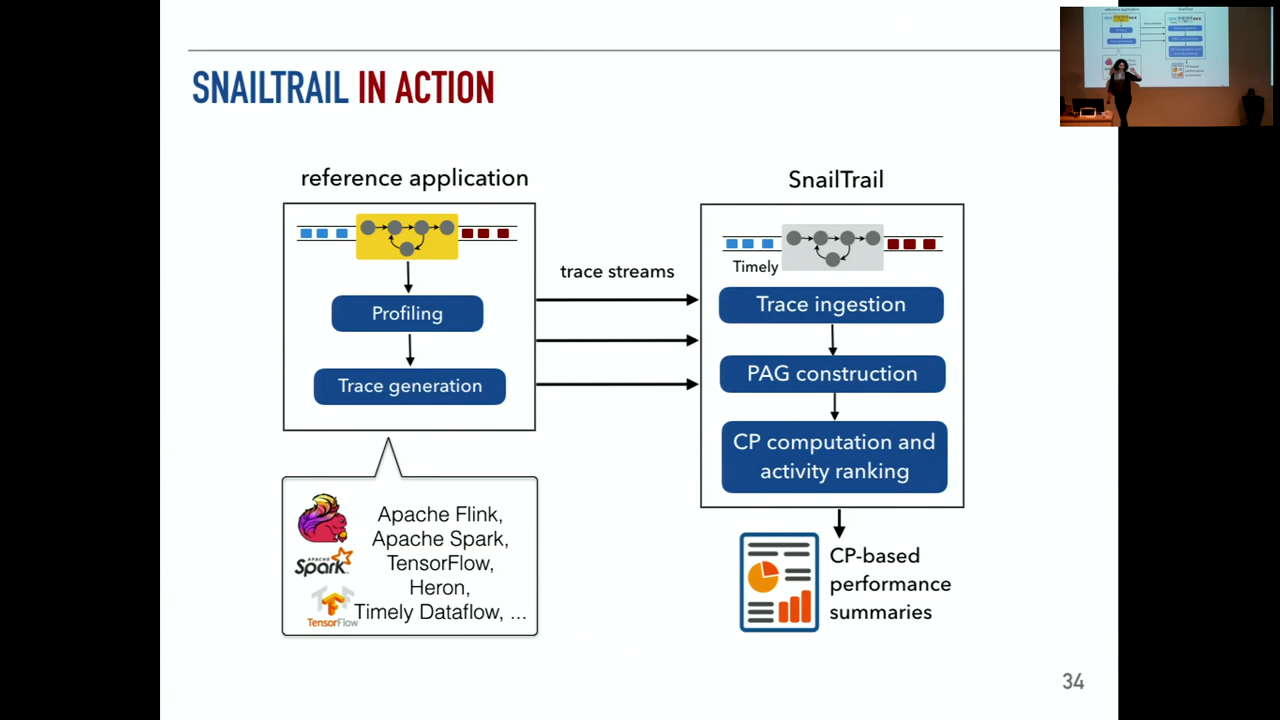 SNAILTRAIL IN ACTION
reference application
SnailTrail
Timely
trace streams
Profiling
Trace generation
Trace ingestion
PAG construction
CP computation and
activity ranking
Apache Flink,
Apache Spark,
TensorFlow,
Heron,
Timely Dataflow, ...
APACHE
Spark
TensorFlow
CP-based
performance
summaries
34